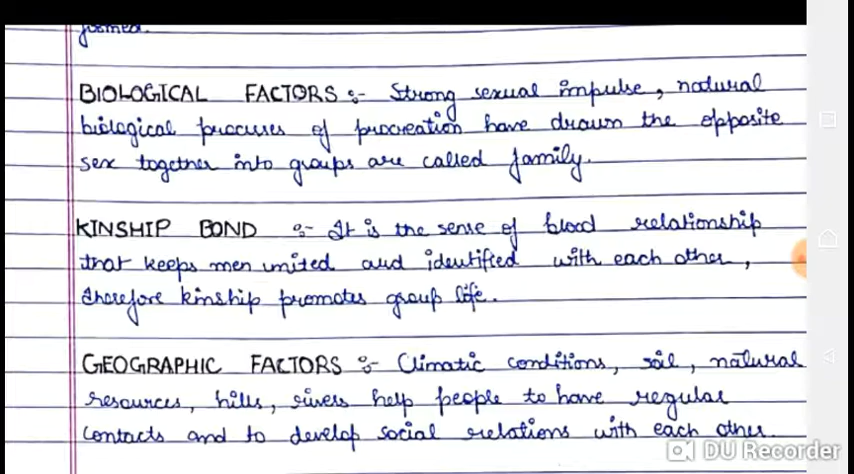 formed.
BIOLOGICAL FACTORS :- Strong sexual impulse, natural
biological processes of procreation have drawn the opposite
sex together into groups are called family.
KINSHIP BOND :- It is the sense of blood relationship
that keeps men united and identified with each other,
therefore kinship promotes group life.
GEOGRAPHIC FACTORS :- Climatic conditions, soil, natural
resources, hills, rivers help people to have regular
contacts and to develop social relations with each other.
DU Recorder